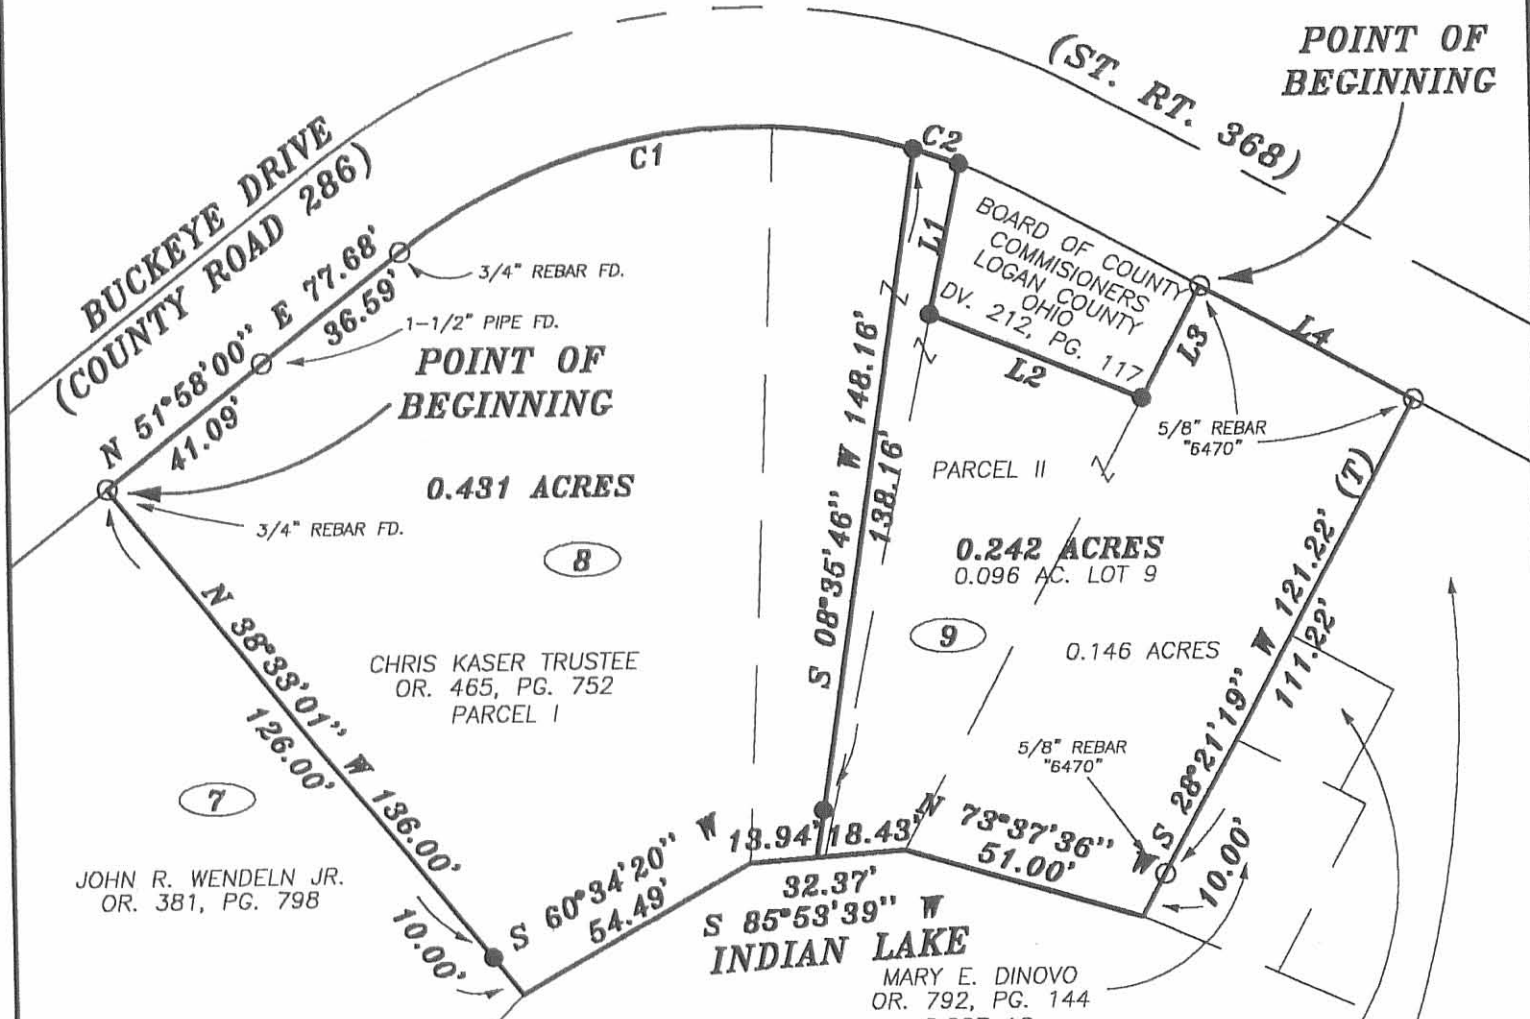 POINT OF
BEGINNING
(ST. RT. 368)
BUCKEYE DRIVE
(COUNTY ROAD 286)
C1
C2
N 51°58'00" E 77.68'
36.59'
41.09'
3/4" REBAR FD.
1-1/2" PIPE FD.
POINT OF
BEGINNING
3/4" REBAR FD.
0.431 ACRES
8
CHRIS KASER TRUSTEE
OR. 465, PG. 752
PARCEL I
N 38°33'01" W 136.00'
126.00'
10.00'
7
JOHN R. WENDELN JR.
OR. 381, PG. 798
S 60°34'20" W
54.49'
S 08°35'46" W 148.16'
138.16'
L1
BOARD OF COUNTY
COMMISIONERS
LOGAN COUNTY
OHIO
DV. 212, PG. 117
L2
L3
L4
5/8" REBAR
"6470"
PARCEL II
0.242 ACRES
0.096 AC. LOT 9
9
0.146 ACRES
S 28°21'19" W 121.22' (T)
111.22'
10.00'
5/8" REBAR
"6470"
N 73°37'36" W
51.00'
13.94'
18.43'
32.37'
S 85°53'39" W
INDIAN LAKE
MARY E. DINOVO
OR. 792, PG. 144